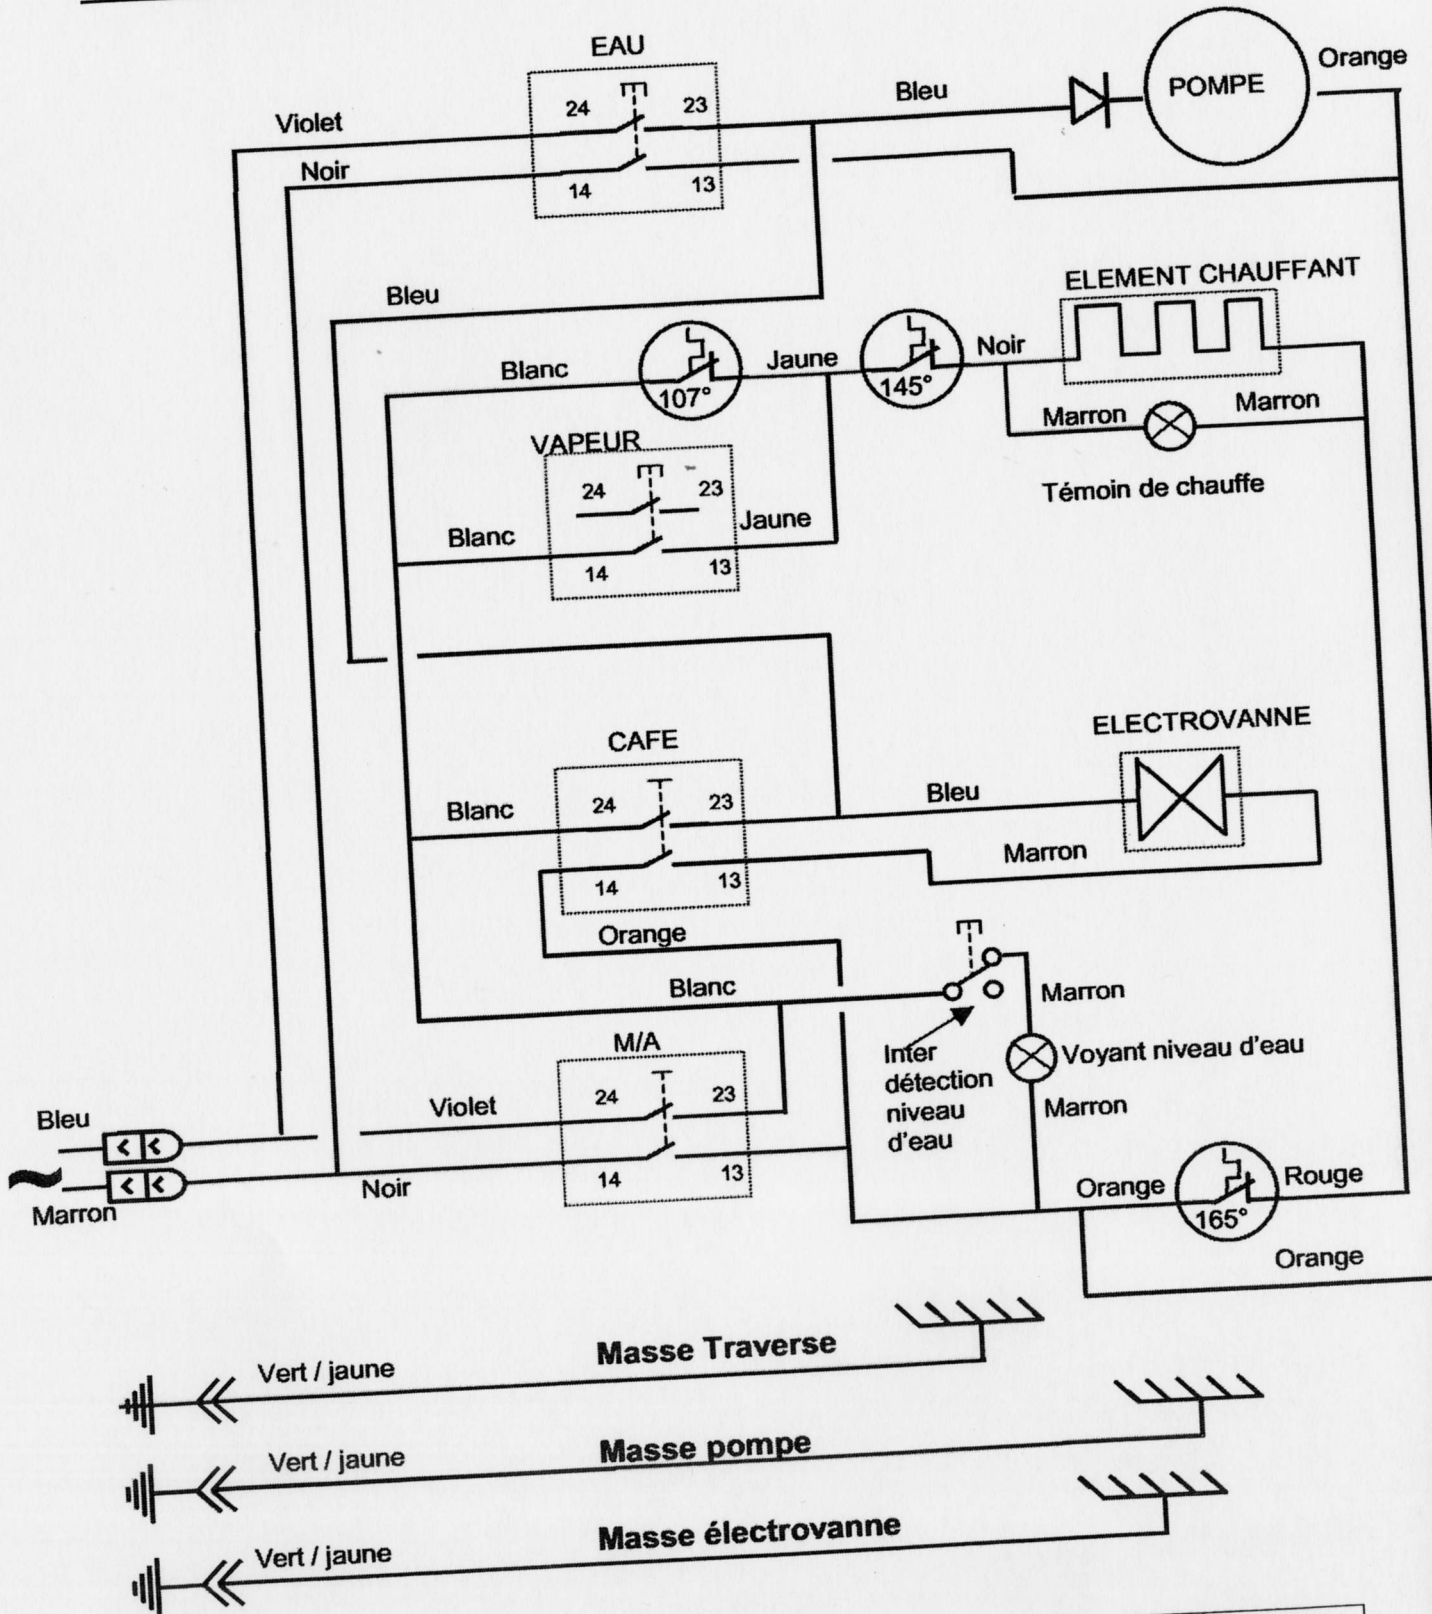 EAU
24 23
Violet
Noir
14 13
Bleu
POMPE
Orange
Bleu
ELEMENT CHAUFFANT
Blanc
107°
Jaune
145°
Noir
Marron
Marron
Témoin de chauffe
VAPEUR
24 23
Blanc
Jaune
14 13
ELECTROVANNE
CAFE
Blanc
24 23
Bleu
Marron
14 13
Orange
Blanc
Marron
Inter
détection
niveau
d'eau
Voyant niveau d'eau
Marron
M/A
Bleu
Violet
24 23
14 13
Noir
Marron
Orange
165°
Rouge
Orange
Vert / jaune
Masse Traverse
Vert / jaune
Masse pompe
Vert / jaune
Masse électrovanne